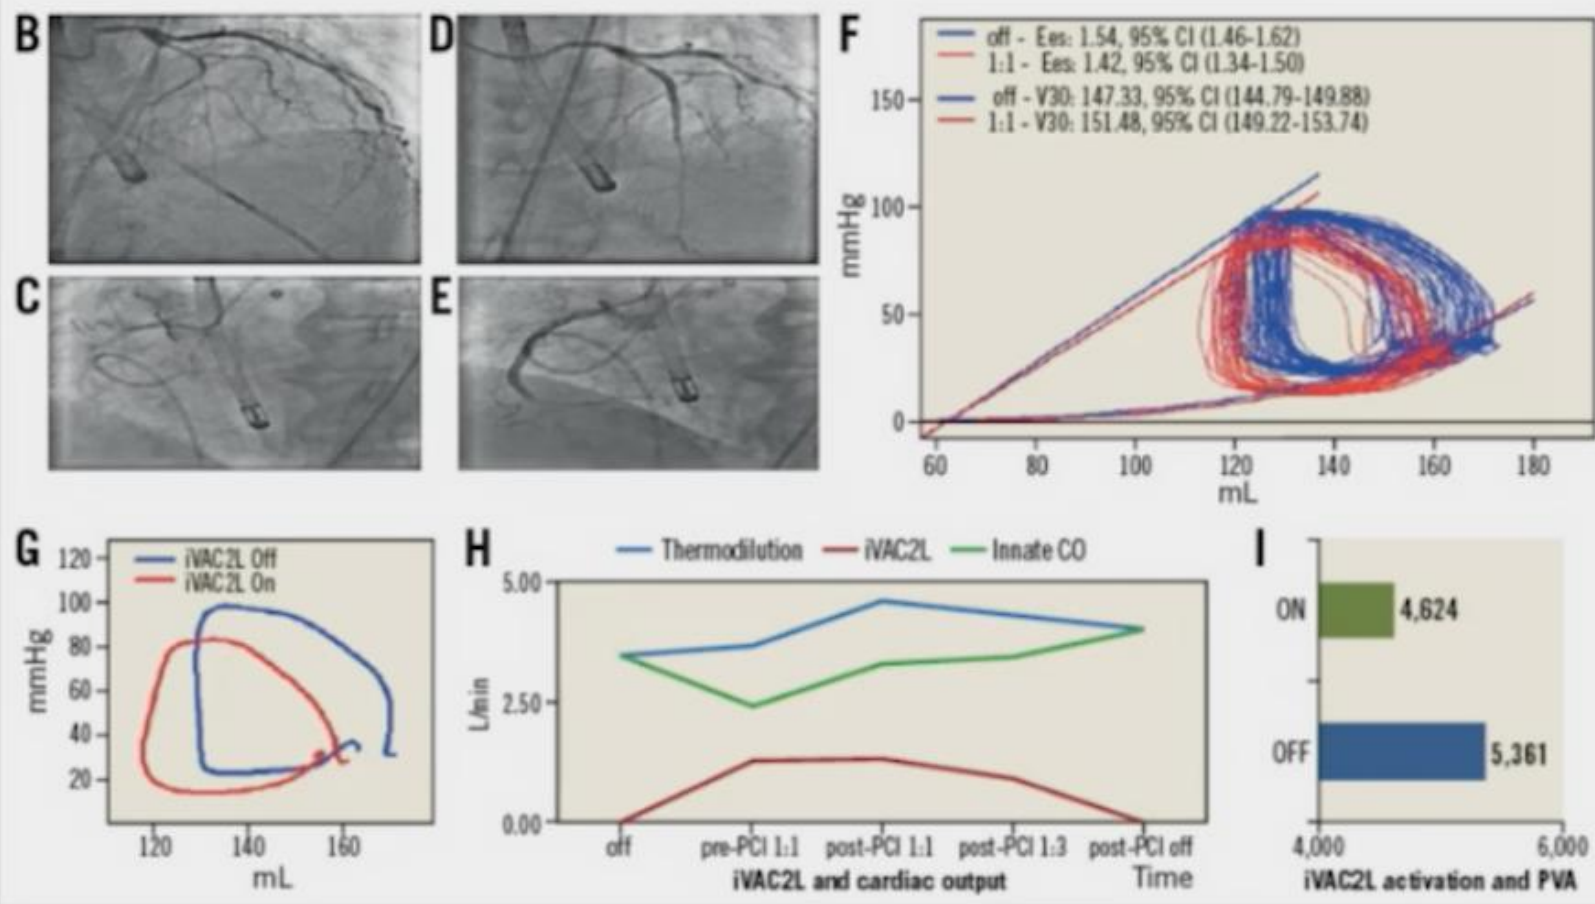 B
D
F
off - Ees: 1.54, 95% CI (1.46-1.62)
1:1 - Ees: 1.42, 95% CI (1.34-1.50)
off - V30: 147.33, 95% CI (144.79-149.88)
1:1 - V30: 151.48, 95% CI (149.22-153.74)
150
100
50
0
mmHg
60 80 100 120 140 160 180
mL
C
E
G
iVAC2L Off
iVAC2L On
120
100
80
60
40
20
mmHg
120 140 160
mL
H
Thermodilution iVAC2L Innate CO
5.00
2.50
0.00
L/min
off pre-PCI 1:1 post-PCI 1:1 post-PCI 1:3 post-PCI off
iVAC2L and cardiac output Time
I
ON 4,624
OFF 5,361
4,000 6,000
iVAC2L activation and PVA